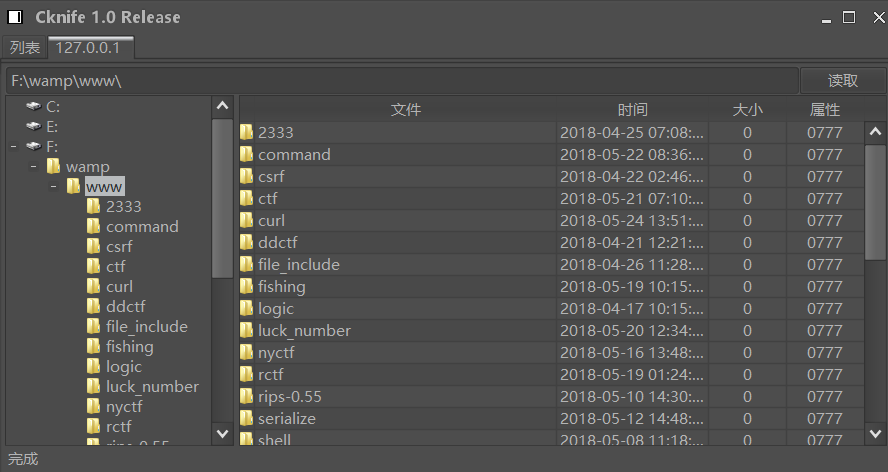 Cknife 1.0 Release
列表 127.0.0.1
F:\wamp\www\ 读取
C:
E:
F:
wamp
www
2333
command
csrf
ctf
curl
ddctf
file_include
fishing
logic
luck_number
nyctf
rctf
rips-0.55
文件 时间 大小 属性
2333 2018-04-25 07:08:... 0 0777
command 2018-05-22 08:36:... 0 0777
csrf 2018-04-22 02:46:... 0 0777
ctf 2018-05-21 07:10:... 0 0777
curl 2018-05-24 13:51:... 0 0777
ddctf 2018-04-21 12:21:... 0 0777
file_include 2018-04-26 11:28:... 0 0777
fishing 2018-05-19 10:15:... 0 0777
logic 2018-04-17 10:15:... 0 0777
luck_number 2018-05-20 12:34:... 0 0777
nyctf 2018-05-16 13:48:... 0 0777
rctf 2018-05-19 01:24:... 0 0777
rips-0.55 2018-05-10 14:30:... 0 0777
serialize 2018-05-12 14:48:... 0 0777
shell 2018-05-08 11:18:... 0 0777
完成